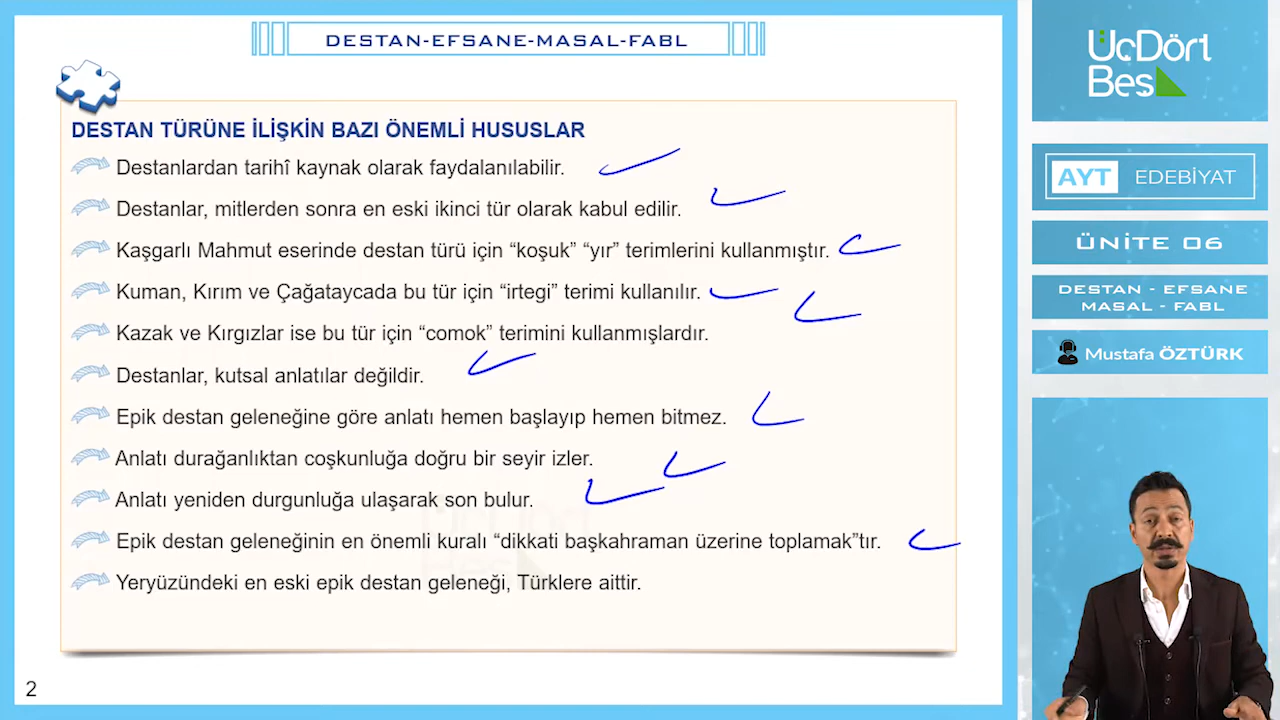 DESTAN-EFSANE-MASAL-FABL
DESTAN TÜRÜNE İLİŞKİN BAZI ÖNEMLİ HUSUSLAR
Destanlardan tarihî kaynak olarak faydalanılabilir.
Destanlar, mitlerden sonra en eski ikinci tür olarak kabul edilir.
Kaşgarlı Mahmut eserinde destan türü için “koşuk” “yır” terimlerini kullanmıştır.
Kuman, Kırım ve Çağataycada bu tür için “irtegi” terimi kullanılır.
Kazak ve Kırgızlar ise bu tür için “comok” terimini kullanmışlardır.
Destanlar, kutsal anlatılar değildir.
Epik destan geleneğine göre anlatı hemen başlayıp hemen bitmez.
Anlatı durağanlıktan coşkunluğa doğru bir seyir izler.
Anlatı yeniden durgunluğa ulaşarak son bulur.
Epik destan geleneğinin en önemli kuralı “dikkati başkahraman üzerine toplamak”tır.
Yeryüzündeki en eski epik destan geleneği, Türklere aittir.
2
ÜçDört
Beş
AYT EDEBİYAT
ÜNİTE 06
DESTAN - EFSANE
MASAL - FABL
Mustafa ÖZTÜRK